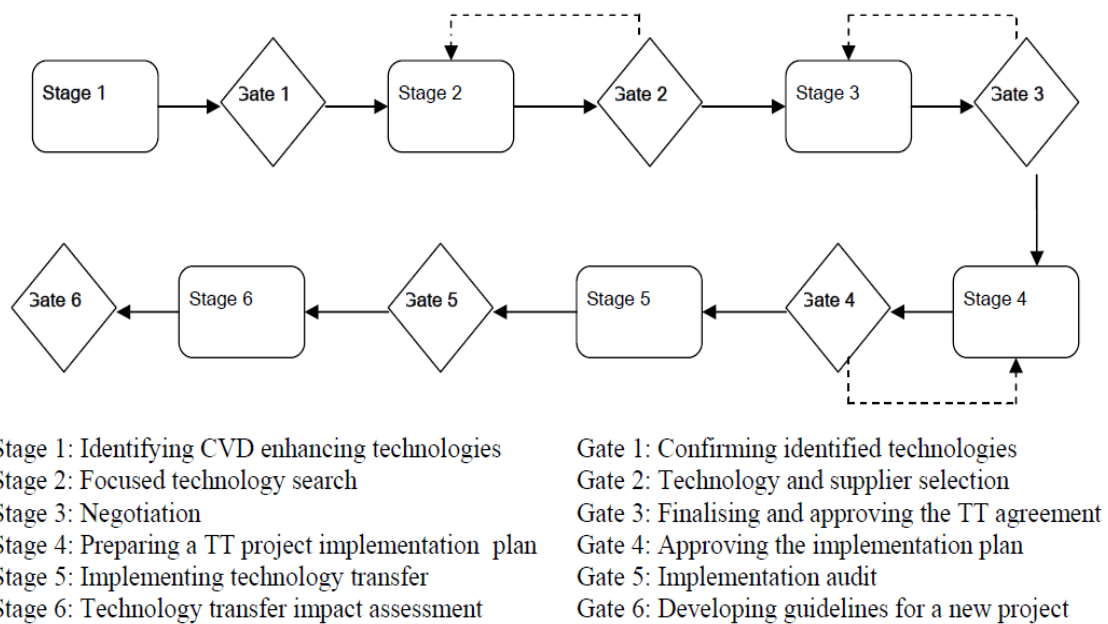 Stage 1
Gate 1
Stage 2
Gate 2
Stage 3
Gate 3
Gate 6
Stage 6
Gate 5
Stage 5
Gate 4
Stage 4
Stage 1: Identifying CVD enhancing technologies
Stage 2: Focused technology search
Stage 3: Negotiation
Stage 4: Preparing a TT project implementation plan
Stage 5: Implementing technology transfer
Stage 6: Technology transfer impact assessment
Gate 1: Confirming identified technologies
Gate 2: Technology and supplier selection
Gate 3: Finalising and approving the TT agreement
Gate 4: Approving the implementation plan
Gate 5: Implementation audit
Gate 6: Developing guidelines for a new project